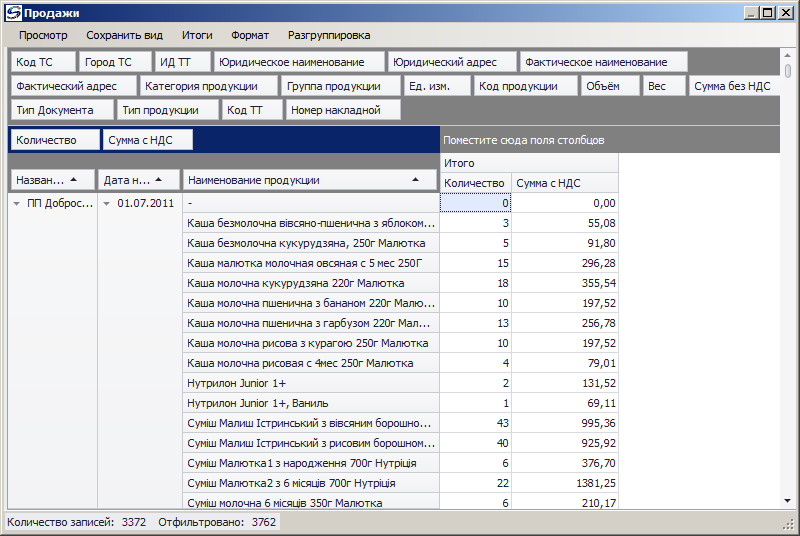 Продажи
Просмотр Сохранить вид Итоги Формат Разгруппировка
Код ТС Город ТС ИД ТТ Юридическое наименование Юридический адрес Фактическое наименование
Фактический адрес Категория продукции Группа продукции Ед. изм. Код продукции Объём Вес Сумма без НДС
Тип Документа Тип продукции Код ТТ Номер накладной
Количество Сумма с НДС Поместите сюда поля столбцов
Итого
Назван... Дата н... Наименование продукции Количество Сумма с НДС
ПП Доброс... 01.07.2011 - 0 0,00
Каша безмолочна вівсяно-пшенична з яблоком... 3 55,08
Каша безмолочна кукурудзяна, 250г Малютка 5 91,80
Каша малютка молочная овсяная с 5 мес 250Г 15 296,28
Каша молочна кукурудзяна 220г Малютка 18 355,54
Каша молочна пшенична з бананом 220г Малю... 10 197,52
Каша молочна пшенична з гарбузом 220г Мал... 13 256,78
Каша молочна рисова з курагою 250г Малютка 10 197,52
Каша молочна рисовая с 4мес 250г Малютка 4 79,01
Нутрилон Junior 1+ 2 131,52
Нутрилон Junior 1+, Ваниль 1 69,11
Суміш Малиш Істринський з вівсяним борошно... 43 995,36
Суміш Малиш Істринський з рисовим борошном... 40 925,92
Суміш Малютка1 з народження 700г Нутріція 6 376,70
Суміш Малютка2 з 6 місяців 700г Нутріція 22 1381,25
Суміш молочна 6 місяців 350г Малютка 6 210,17
Количество записей: 3372 Отфильтровано: 3762